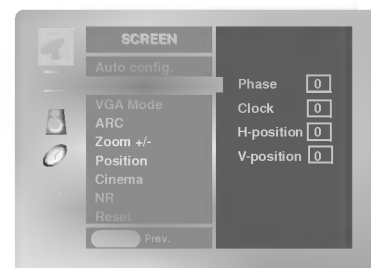 SCREEN
Auto config.
VGA Mode
ARC
Zoom +/-
Position
Cinema
NR
Reset
Prev.
Phase 0
Clock 0
H-position 0
V-position 0